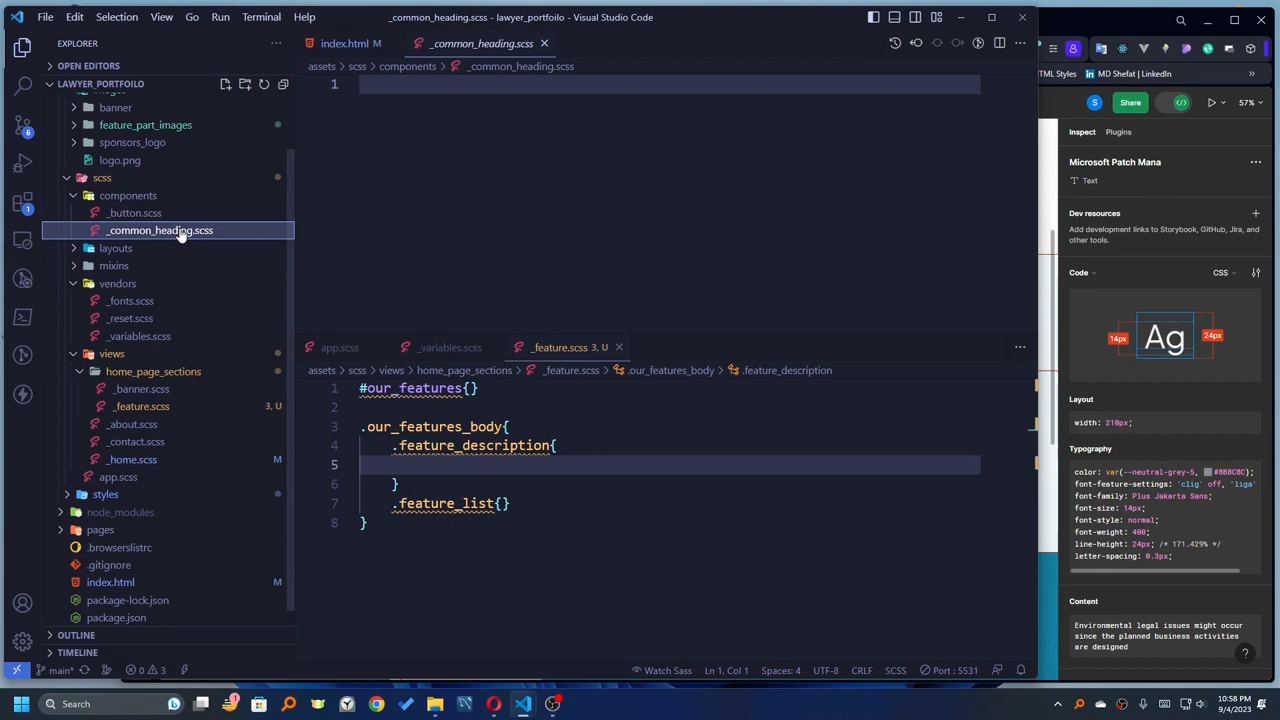 File Edit Selection View Go Run Terminal Help
_common_heading.scss - lawyer_portfoilo - Visual Studio Code
EXPLORER
OPEN EDITORS
LAWYER_PORTFOILO
banner
feature_part_images
sponsors_logo
logo.png
scss
components
_button.scss
_common_heading.scss
layouts
mixins
vendors
_fonts.scss
_reset.scss
_variables.scss
views
home_page_sections
_banner.scss
_feature.scss 3, U
_about.scss
_contact.scss
_home.scss M
app.scss
styles
node_modules
pages
.browserslistrc
.gitignore
index.html M
package-lock.json
package.json
OUTLINE
TIMELINE
index.html M _common_heading.scss
assets > scss > components > _common_heading.scss
1
app.scss _variables.scss _feature.scss 3, U
assets > scss > views > home_page_sections > _feature.scss > .our_features_body > .feature_description
1 #our_features{}
2
3 .our_features_body{
4 .feature_description{
5
6 }
7 .feature_list{}
8 }
6
1
main* 0 3 Watch Sass Ln 1, Col 1 Spaces: 4 UTF-8 CRLF SCSS Port : 5531
TML Styles MD Shefat | LinkedIn
S Share 57%
Inspect Plugins
Microsoft Patch Mana
Text
Dev resources
Add development links to Storybook, GitHub, Jira, and
other tools.
Code CSS
14px Ag 24px
Layout
width: 210px;
Typography
color: var(--neutral-grey-5, #8B8C8C);
font-feature-settings: 'clig' off, 'liga'
font-family: Plus Jakarta Sans;
font-size: 14px;
font-style: normal;
font-weight: 400;
line-height: 24px; /* 171.429% */
letter-spacing: 0.3px;
Content
Environmental legal issues might occur
since the planned business activities
are designed
?
Search
10:58 PM
9/4/2023